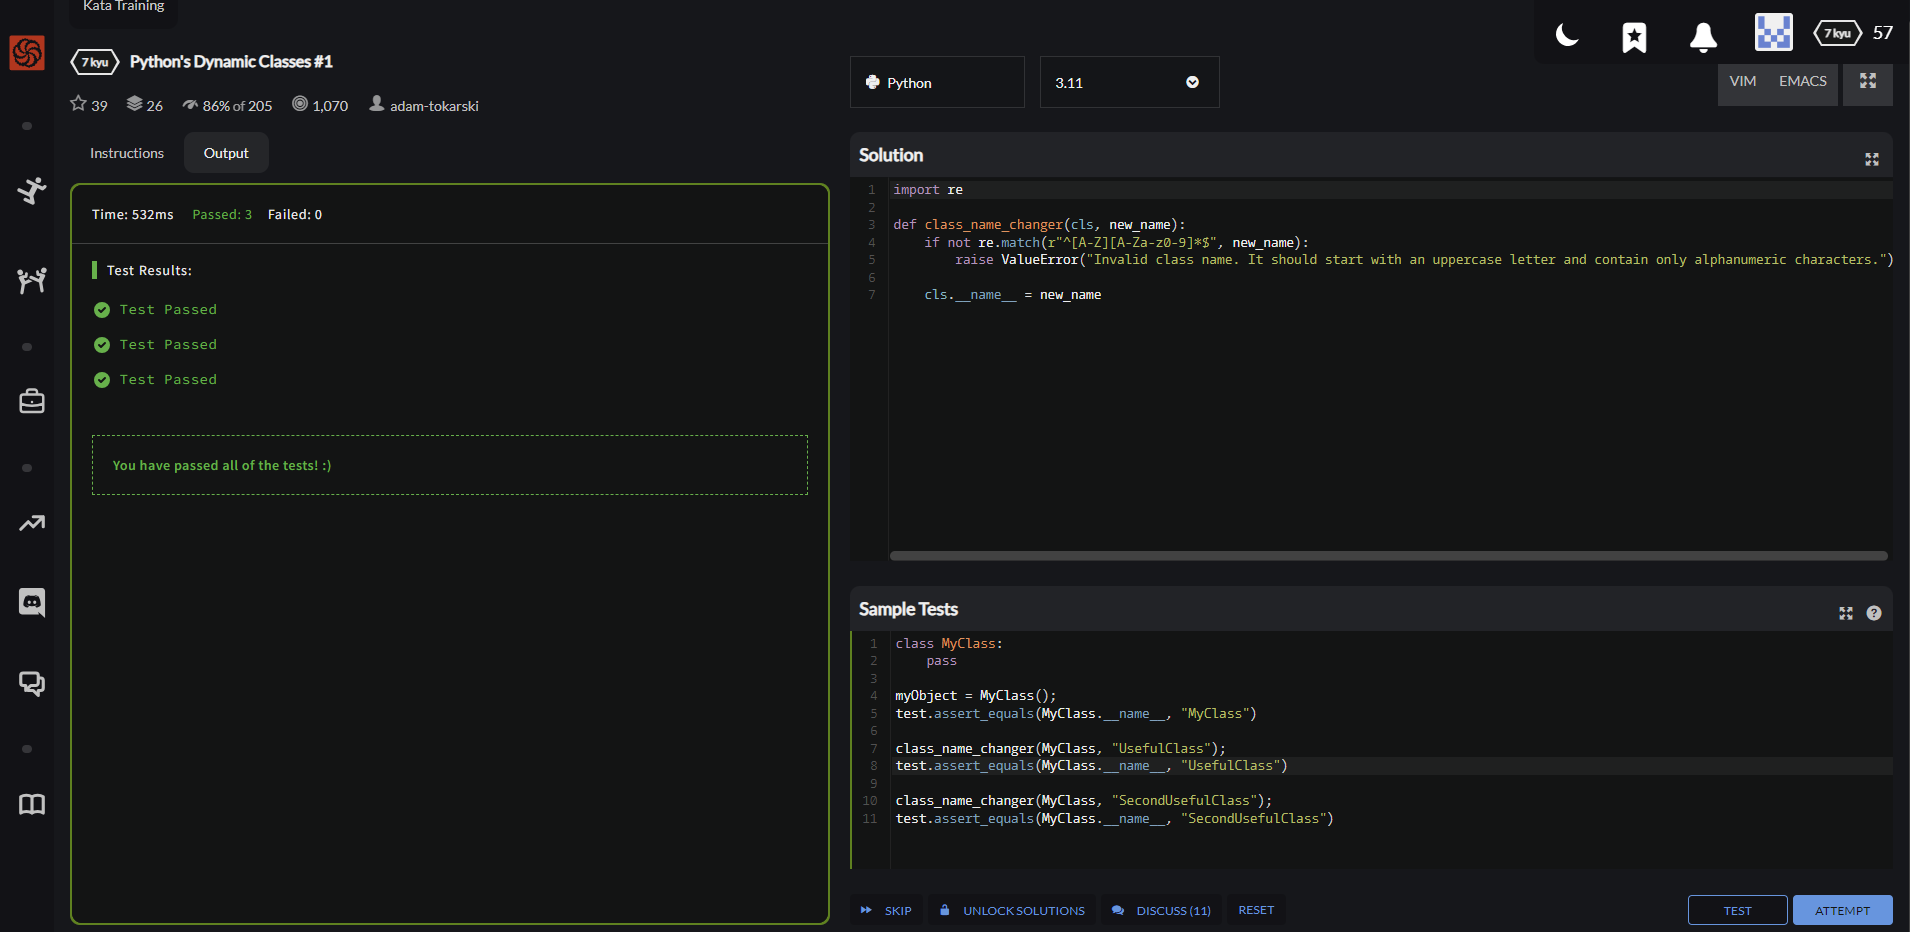 Kata Training
7 kyu
57
7 kyu Python's Dynamic Classes #1
39 26 86% of 205 1,070 adam-tokarski
Python
3.11
VIM EMACS
Instructions
Output
Time: 532ms Passed: 3 Failed: 0
Test Results:
Test Passed
Test Passed
Test Passed
You have passed all of the tests! :)
Solution
1 import re
2
3 def class_name_changer(cls, new_name):
4     if not re.match(r"^[A-Z][A-Za-z0-9]*$", new_name):
5         raise ValueError("Invalid class name. It should start with an uppercase letter and contain only alphanumeric characters.")
6
7     cls.__name__ = new_name
Sample Tests
?
1 class MyClass:
2     pass
3
4 myObject = MyClass();
5 test.assert_equals(MyClass.__name__, "MyClass")
6
7 class_name_changer(MyClass, "UsefulClass");
8 test.assert_equals(MyClass.__name__, "UsefulClass")
9
10 class_name_changer(MyClass, "SecondUsefulClass");
11 test.assert_equals(MyClass.__name__, "SecondUsefulClass")
SKIP UNLOCK SOLUTIONS DISCUSS (11) RESET
TEST ATTEMPT